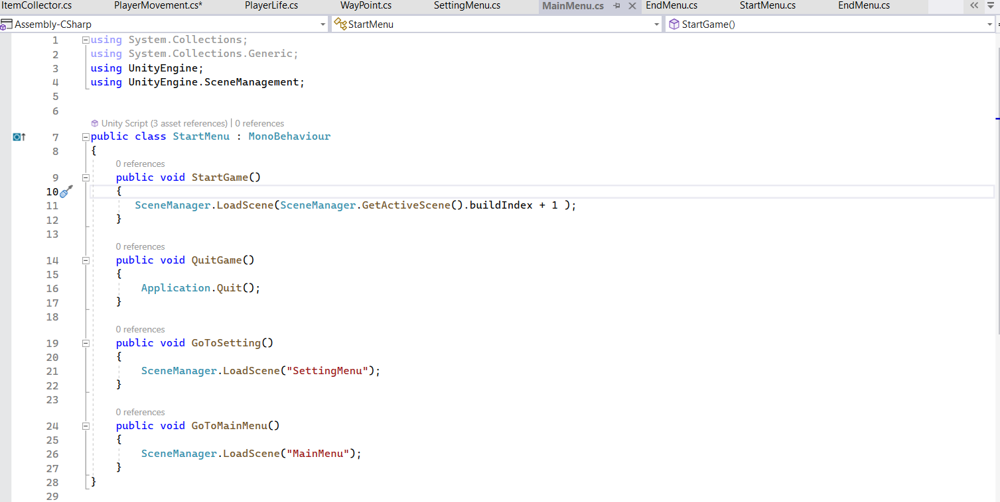 ItemCollector.cs PlayerMovement.cs* PlayerLife.cs WayPoint.cs SettingMenu.cs MainMenu.cs EndMenu.cs StartMenu.cs EndMenu.cs
Assembly-CSharp StartMenu StartGame()
1 using System.Collections;
2 using System.Collections.Generic;
3 using UnityEngine;
4 using UnityEngine.SceneManagement;
5
6
Unity Script (3 asset references) | 0 references
7 public class StartMenu : MonoBehaviour
8 {
0 references
9 public void StartGame()
10 {
11 SceneManager.LoadScene(SceneManager.GetActiveScene().buildIndex + 1 );
12 }
13
0 references
14 public void QuitGame()
15 {
16 Application.Quit();
17 }
18
0 references
19 public void GoToSetting()
20 {
21 SceneManager.LoadScene("SettingMenu");
22 }
23
0 references
24 public void GoToMainMenu()
25 {
26 SceneManager.LoadScene("MainMenu");
27 }
28 }
29